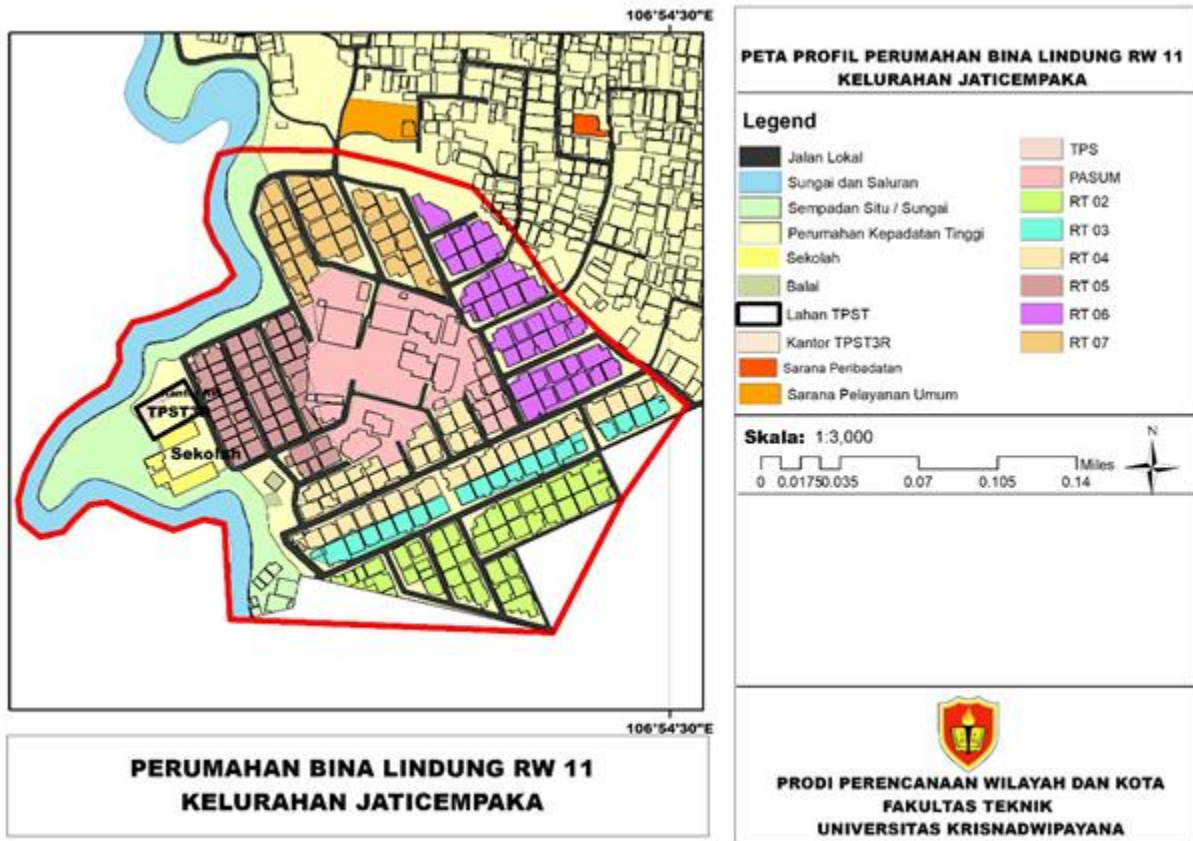 106°54'30"E
TPST3R
Sekolah
106°54'30"E
PERUMAHAN BINA LINDUNG RW 11
KELURAHAN JATICEMPAKA
PETA PROFIL PERUMAHAN BINA LINDUNG RW 11
KELURAHAN JATICEMPAKA
Legend
Jalan Lokal
Sungai dan Saluran
Sempadan Situ / Sungai
Perumahan Kepadatan Tinggi
Sekolah
Balai
Lahan TPST
Kantor TPST3R
Sarana Peribadatan
Sarana Pelayanan Umum
TPS
PASUM
RT 02
RT 03
RT 04
RT 05
RT 06
RT 07
Skala: 1:3,000
N
Miles
0 0.0175 0.035 0.07 0.105 0.14
PRODI PERENCANAAN WILAYAH DAN KOTA
FAKULTAS TEKNIK
UNIVERSITAS KRISNADWIPAYANA